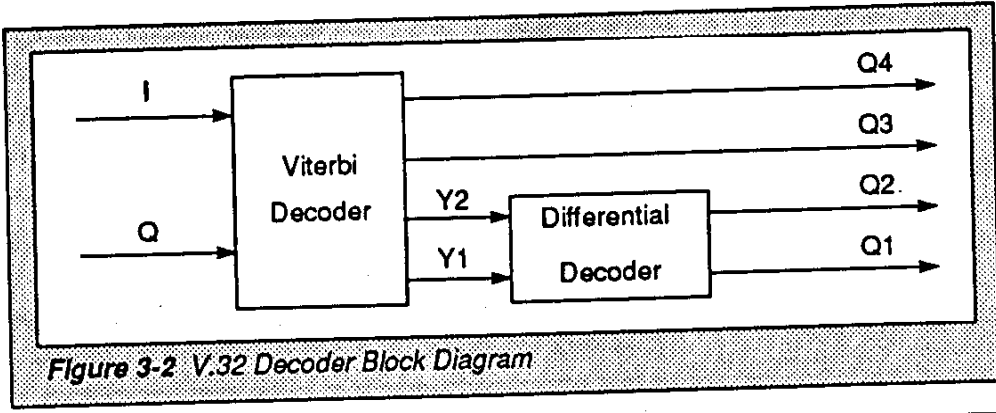 I
Q
Viterbi
Decoder
Y2
Y1
Differential
Decoder
Q4
Q3
Q2
Q1
Figure 3-2 V.32 Decoder Block Diagram